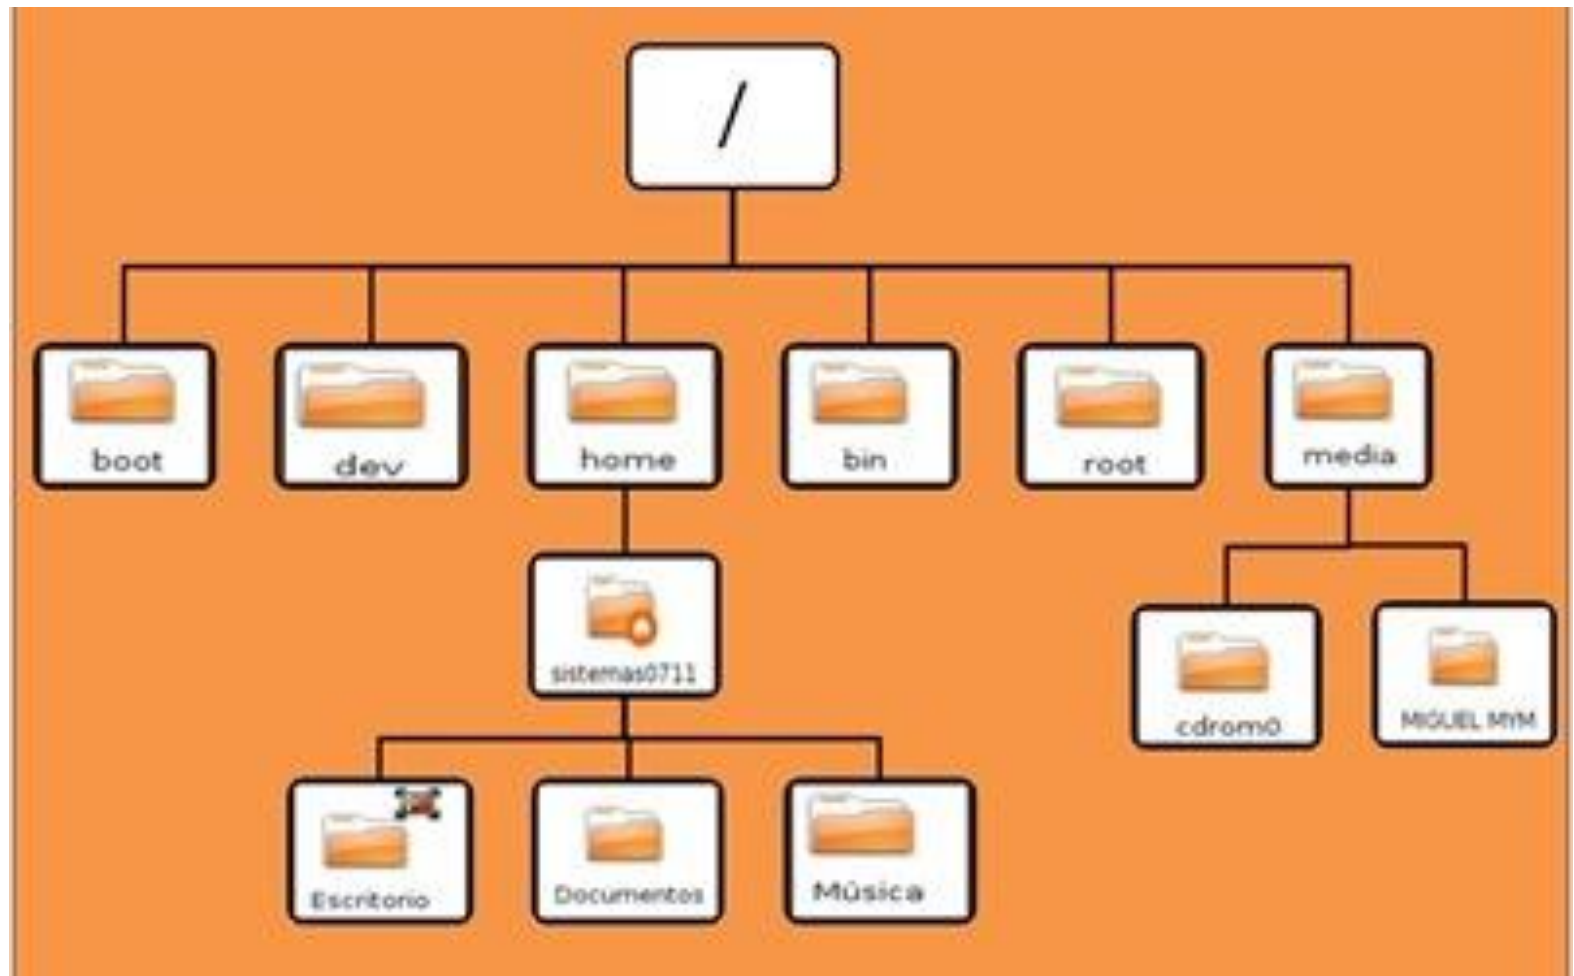 /
boot
dev
home
bin
root
media
sistemas0711
cdrom0
MIGUEL MYM
Escritorio
Documentos
Música